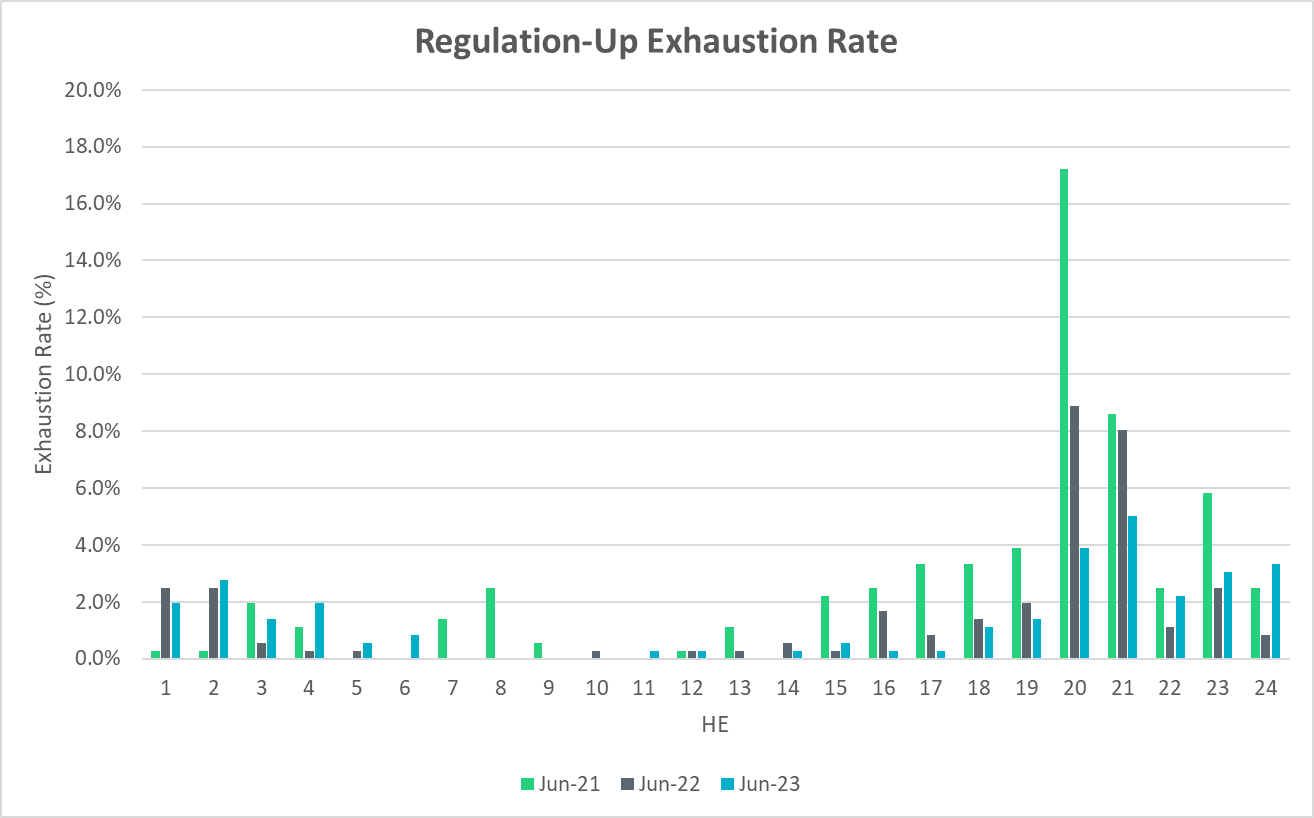 Regulation-Up Exhaustion Rate
20.0%
18.0%
16.0%
14.0%
12.0%
10.0%
8.0%
6.0%
4.0%
2.0%
0.0%
Exhaustion Rate (%)
1 2 3 4 5 6 7 8 9 10 11 12 13 14 15 16 17 18 19 20 21 22 23 24
HE
Jun-21 Jun-22 Jun-23